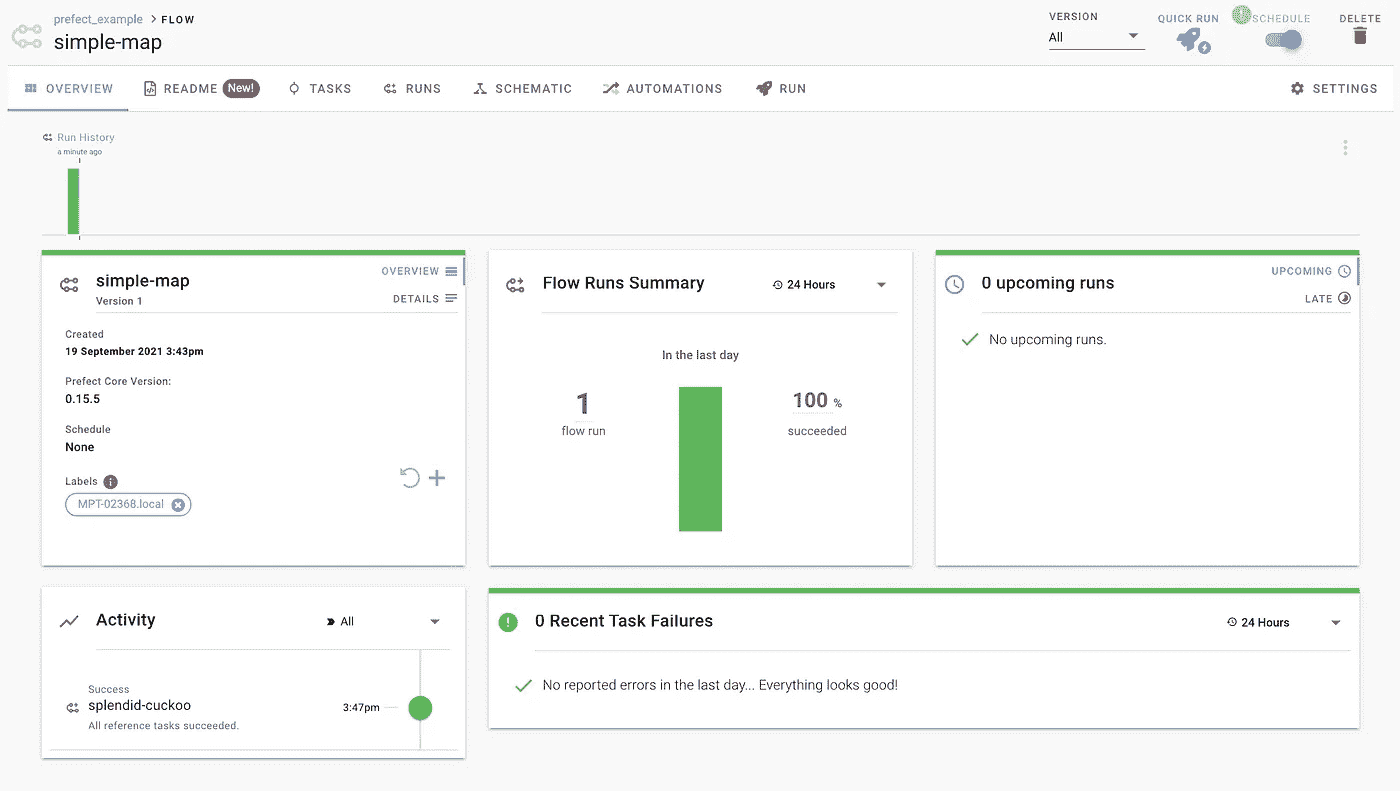 prefect_example > FLOW
simple-map
VERSION
All
QUICK RUN
SCHEDULE
DELETE
OVERVIEW
README New!
TASKS
RUNS
SCHEMATIC
AUTOMATIONS
RUN
SETTINGS
Run History
a minute ago
simple-map
Version 1
OVERVIEW
DETAILS
Created
19 September 2021 3:43pm
Prefect Core Version:
0.15.5
Schedule
None
Labels
MPT-02368.local
Flow Runs Summary
24 Hours
In the last day
1
flow run
100 %
succeeded
0 upcoming runs
UPCOMING
LATE
No upcoming runs.
Activity
All
Success
splendid-cuckoo
3:47pm
All reference tasks succeeded.
0 Recent Task Failures
24 Hours
No reported errors in the last day... Everything looks good!